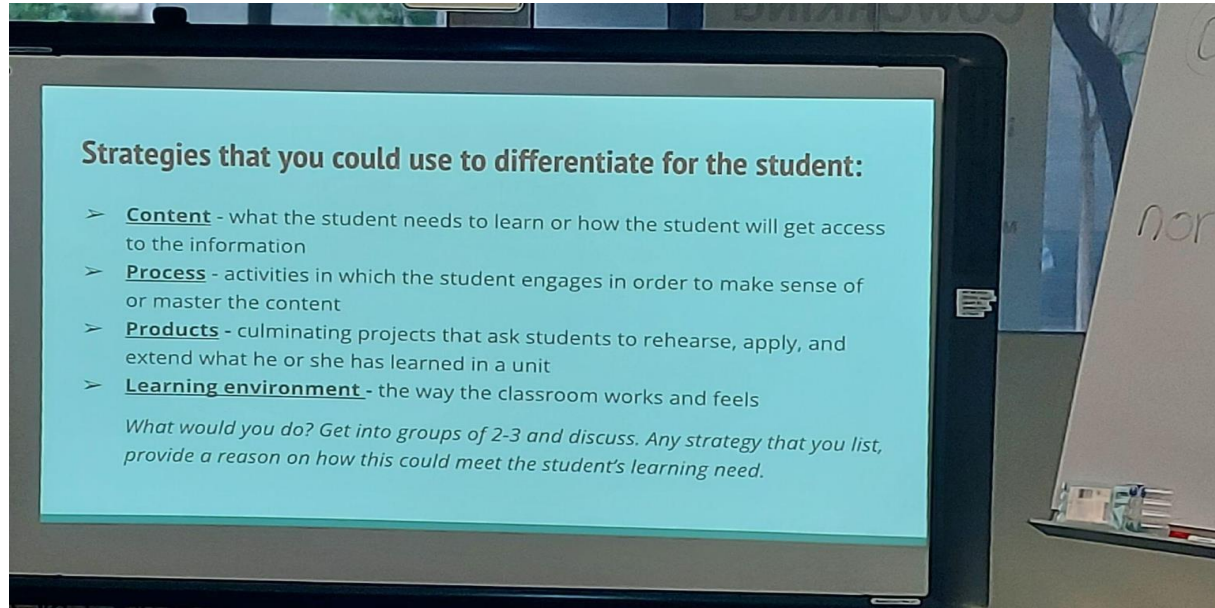 COWORKING
Strategies that you could use to differentiate for the student:
➢ Content - what the student needs to learn or how the student will get access
to the information
➢ Process - activities in which the student engages in order to make sense of
or master the content
➢ Products - culminating projects that ask students to rehearse, apply, and
extend what he or she has learned in a unit
➢ Learning environment - the way the classroom works and feels
What would you do? Get into groups of 2-3 and discuss. Any strategy that you list,
provide a reason on how this could meet the student's learning need.
nor